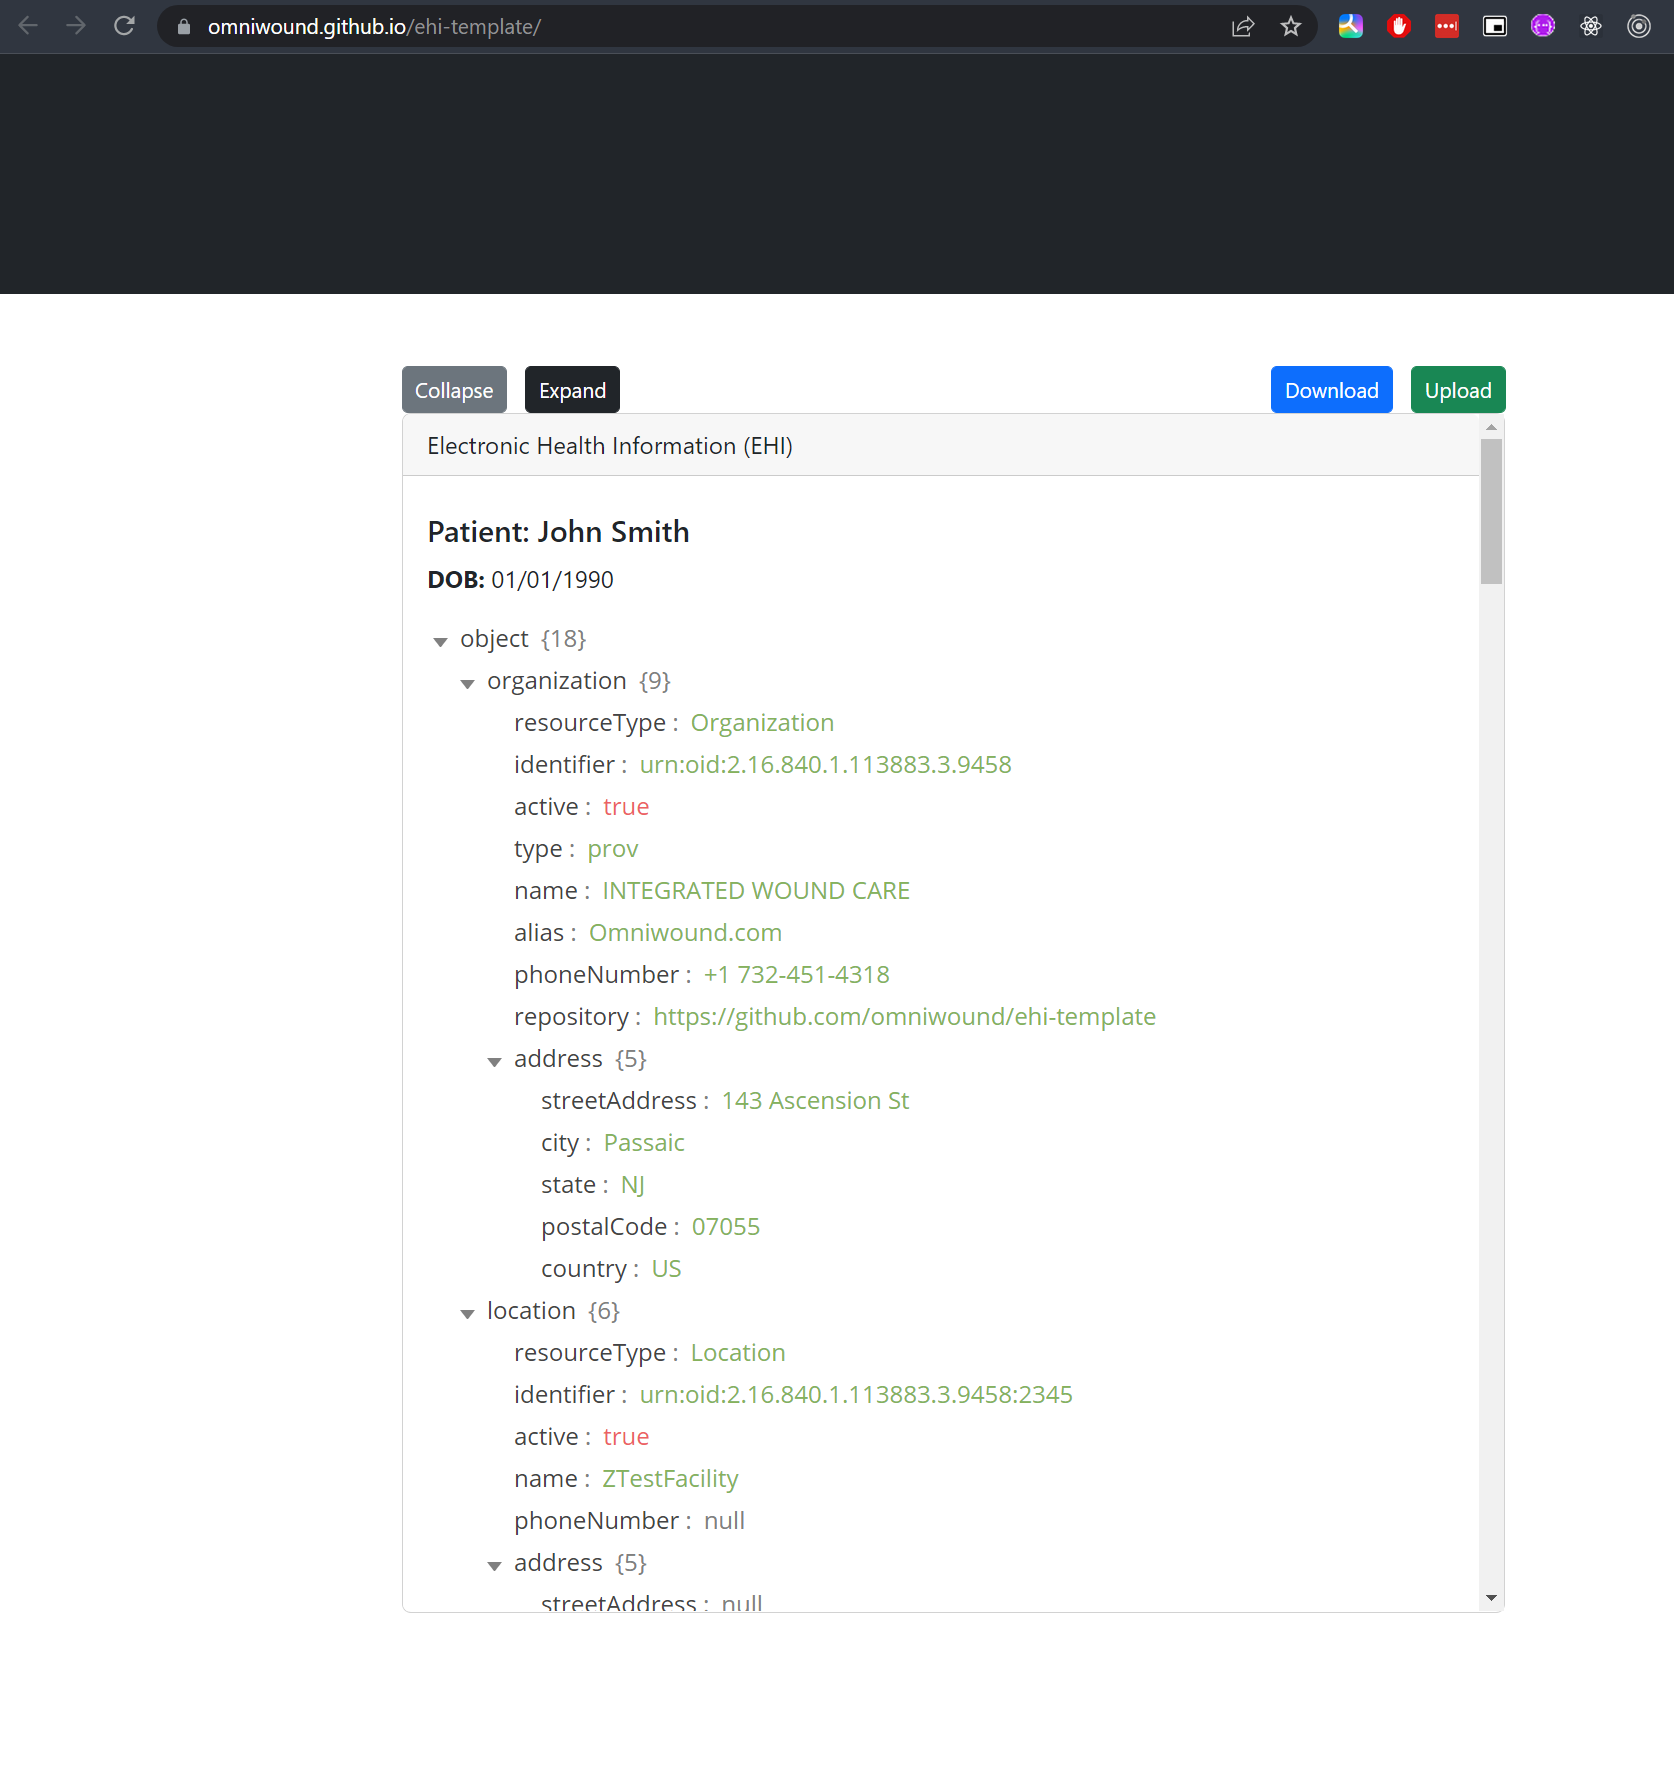 omniwound.github.io/ehi-template/
Collapse Expand Download Upload
Electronic Health Information (EHI)
Patient: John Smith
DOB: 01/01/1990
object {18}
organization {9}
resourceType : Organization
identifier : urn:oid:2.16.840.1.113883.3.9458
active : true
type : prov
name : INTEGRATED WOUND CARE
alias : Omniwound.com
phoneNumber : +1 732-451-4318
repository : https://github.com/omniwound/ehi-template
address {5}
streetAddress : 143 Ascension St
city : Passaic
state : NJ
postalCode : 07055
country : US
location {6}
resourceType : Location
identifier : urn:oid:2.16.840.1.113883.3.9458:2345
active : true
name : ZTestFacility
phoneNumber : null
address {5}
streetAddress : null